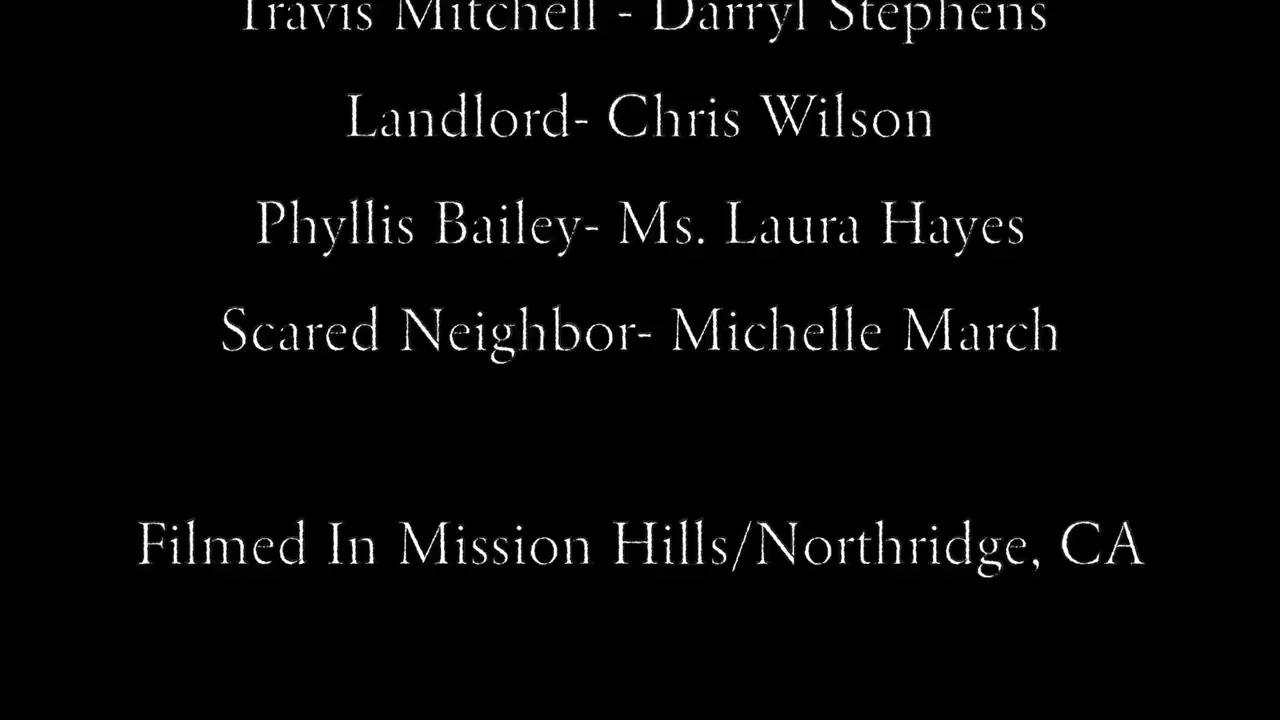 Travis Mitchell - Darryl Stephens
Landlord- Chris Wilson
Phyllis Bailey- Ms. Laura Hayes
Scared Neighbor- Michelle March
Filmed In Mission Hills/Northridge, CA